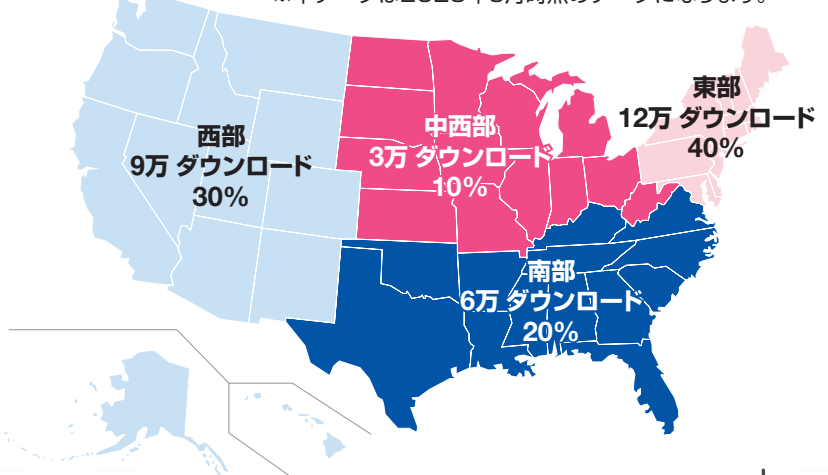 西部
9万 ダウンロード
30%
中西部
3万 ダウンロード
10%
東部
12万 ダウンロード
40%
南部
6万 ダウンロード
20%